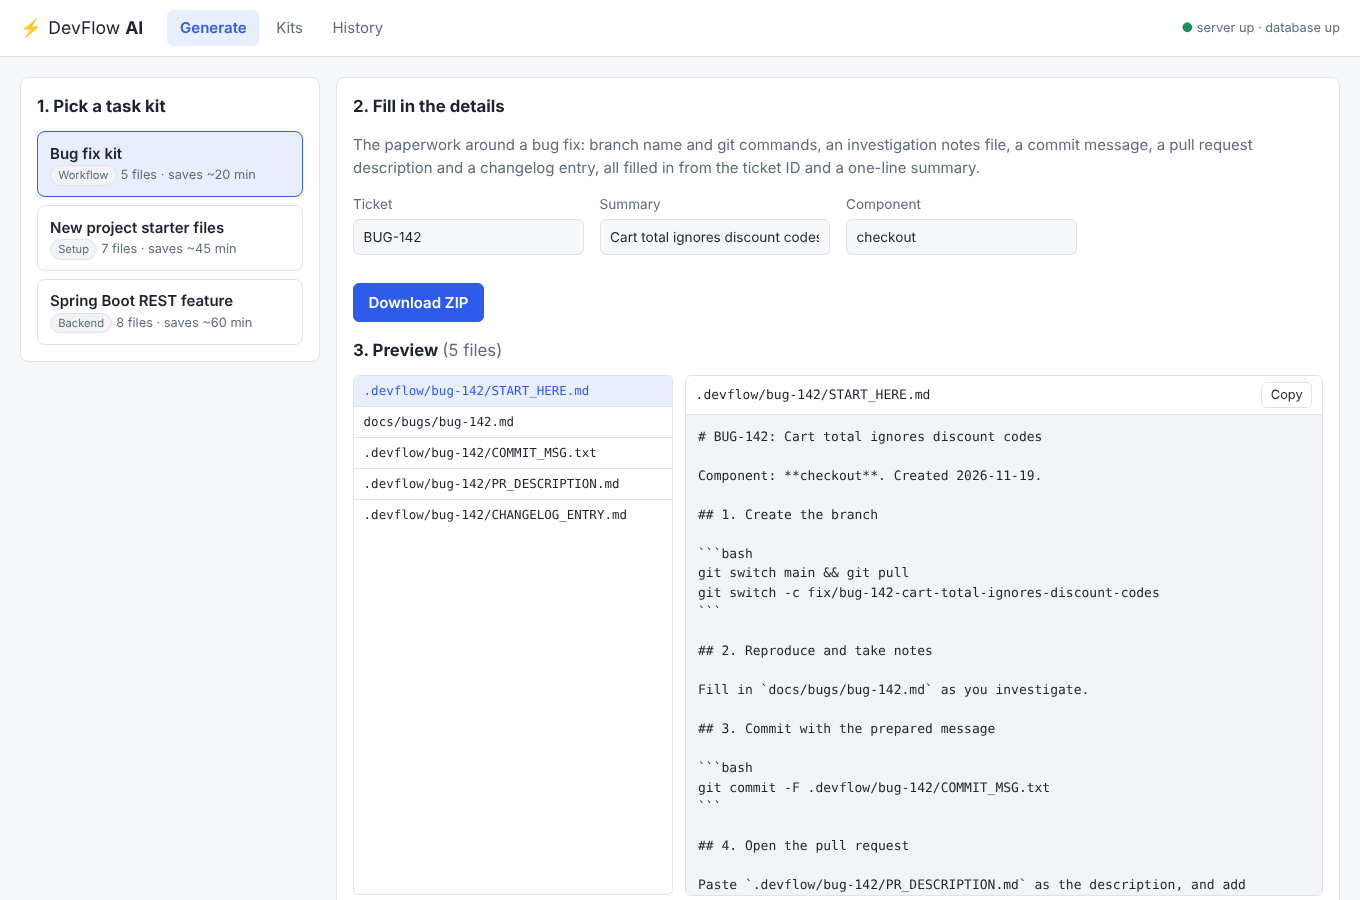 ⚡ DevFlow AI
Generate
Kits
History
server up · database up
1. Pick a task kit
Bug fix kit
Workflow 5 files · saves ~20 min
New project starter files
Setup 7 files · saves ~45 min
Spring Boot REST feature
Backend 8 files · saves ~60 min
2. Fill in the details
The paperwork around a bug fix: branch name and git commands, an investigation notes file, a commit message, a pull request
description and a changelog entry, all filled in from the ticket ID and a one-line summary.
Ticket
BUG-142
Summary
Cart total ignores discount codes
Component
checkout
Download ZIP
3. Preview (5 files)
.devflow/bug-142/START_HERE.md
docs/bugs/bug-142.md
.devflow/bug-142/COMMIT_MSG.txt
.devflow/bug-142/PR_DESCRIPTION.md
.devflow/bug-142/CHANGELOG_ENTRY.md
.devflow/bug-142/START_HERE.md
Copy
# BUG-142: Cart total ignores discount codes
Component: **checkout**. Created 2026-11-19.
## 1. Create the branch
```bash
git switch main && git pull
git switch -c fix/bug-142-cart-total-ignores-discount-codes
```
## 2. Reproduce and take notes
Fill in `docs/bugs/bug-142.md` as you investigate.
## 3. Commit with the prepared message
```bash
git commit -F .devflow/bug-142/COMMIT_MSG.txt
```
## 4. Open the pull request
Paste `.devflow/bug-142/PR_DESCRIPTION.md` as the description, and add